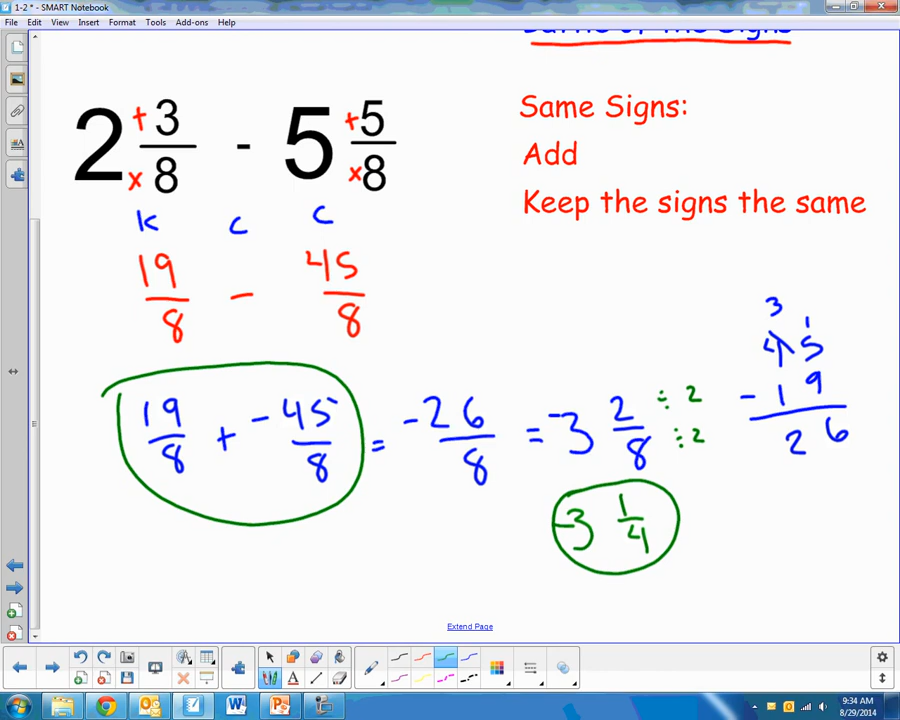 1-2 * - SMART Notebook
File Edit View Insert Format Tools Add-ons Help
Same Signs:
Add
Keep the signs the same
2 + 3 / × 8 - 5 + 5 / × 8
K C C
19/8 - 45/8
19/8 + -45/8 = -26/8 = -3 2/8 ÷ 2 ÷ 2
-3 1/4
3 1
4 5
- 1 9
2 6
Extend Page
9:34 AM
8/29/2014